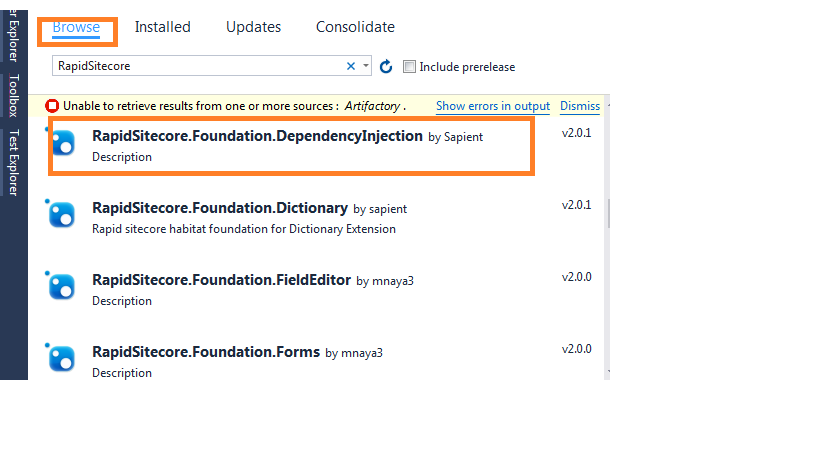 Browse Installed Updates Consolidate
er Explorer
Toolbox
Test Explorer
RapidSitecore
Include prerelease
Unable to retrieve results from one or more sources : Artifactory . Show errors in output Dismiss
RapidSitecore.Foundation.DependencyInjection by Sapient v2.0.1
Description
RapidSitecore.Foundation.Dictionary by sapient v2.0.1
Rapid sitecore habitat foundation for Dictionary Extension
RapidSitecore.Foundation.FieldEditor by mnaya3 v2.0.0
Description
RapidSitecore.Foundation.Forms by mnaya3 v2.0.0
Description